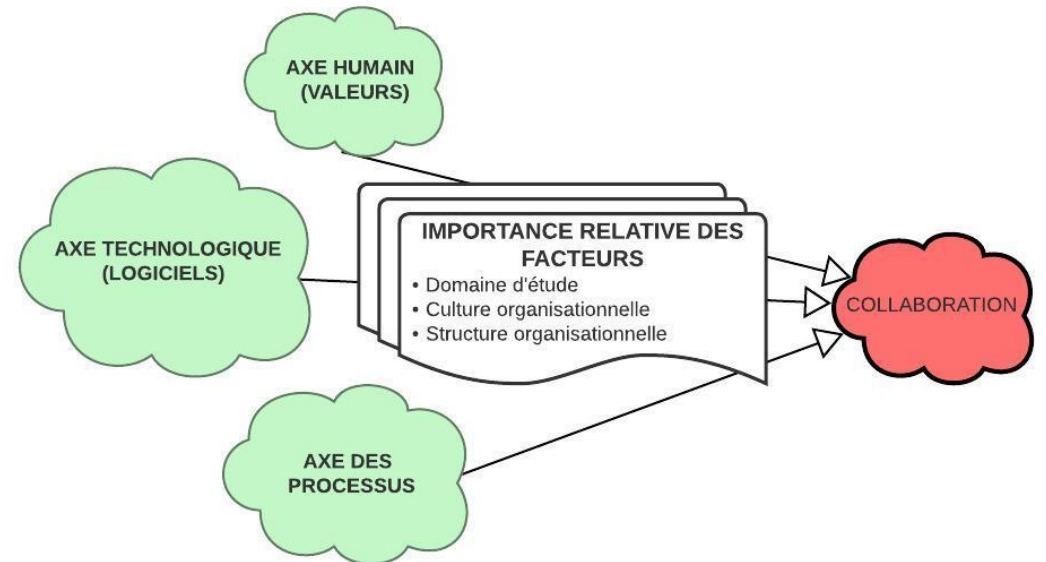 AXE HUMAIN
(VALEURS)
AXE TECHNOLOGIQUE
(LOGICIELS)
IMPORTANCE RELATIVE DES
FACTEURS
• Domaine d'étude
• Culture organisationnelle
• Structure organisationnelle
COLLABORATION
AXE DES
PROCESSUS